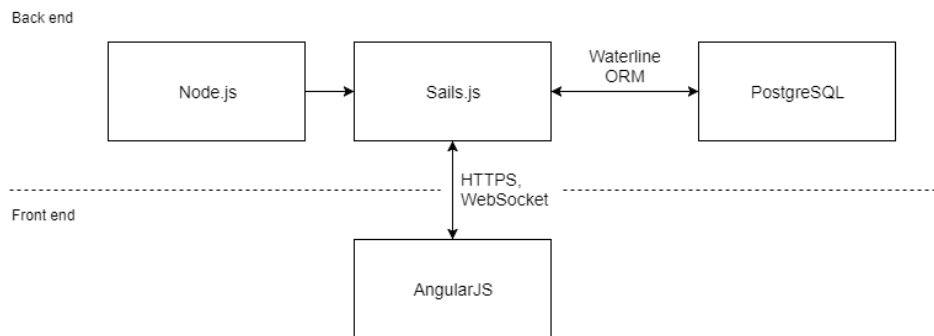 Back end
Node.js
Sails.js
Waterline
ORM
PostgreSQL
HTTPS,
WebSocket
Front end
AngularJS